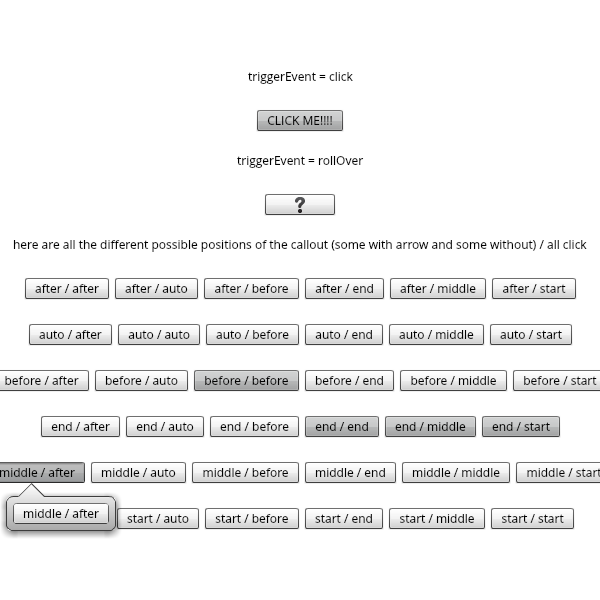 triggerEvent = click
CLICK ME!!!!
triggerEvent = rollOver
?
here are all the different possible positions of the callout (some with arrow and some without) / all click
after / after after / auto after / before after / end after / middle after / start
auto / after auto / auto auto / before auto / end auto / middle auto / start
before / after before / auto before / before before / end before / middle before / start
end / after end / auto end / before end / end end / middle end / start
middle / after middle / auto middle / before middle / end middle / middle middle / start
middle / after start / auto start / before start / end start / middle start / start